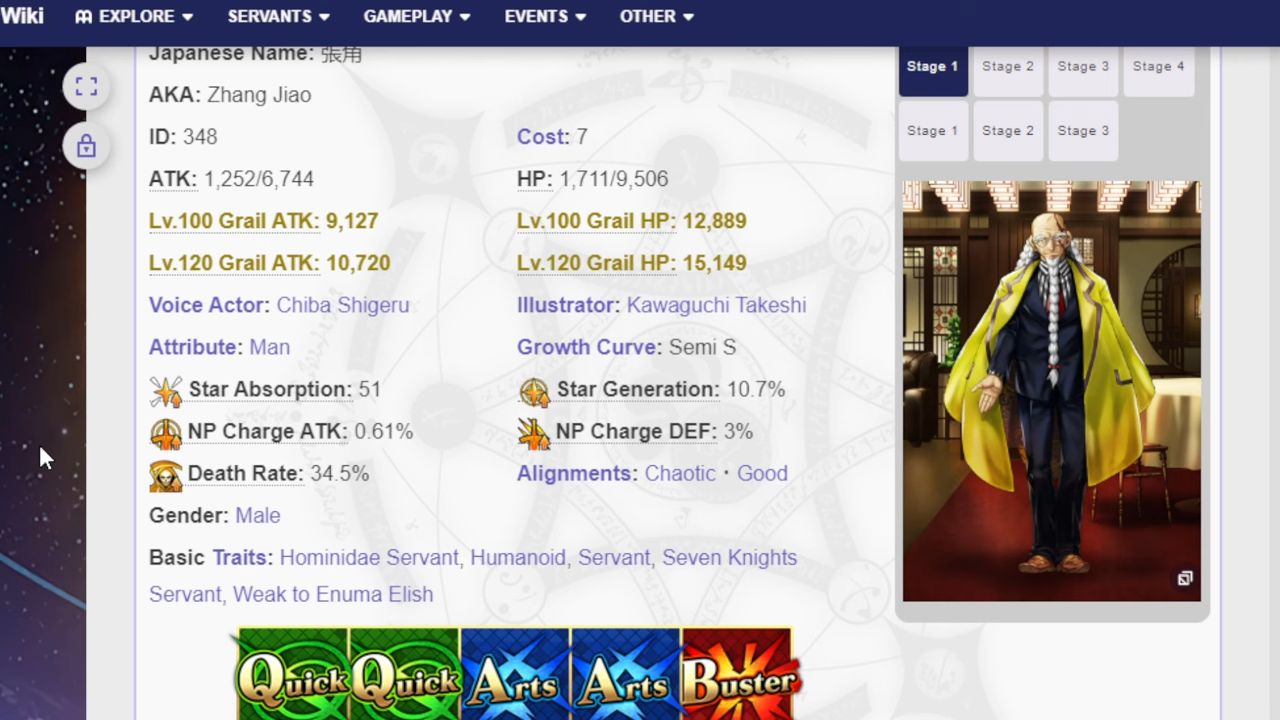 Wiki EXPLORE SERVANTS GAMEPLAY EVENTS OTHER
Japanese Name: 張角
AKA: Zhang Jiao
ID: 348 Cost: 7
ATK: 1,252/6,744 HP: 1,711/9,506
Lv.100 Grail ATK: 9,127 Lv.100 Grail HP: 12,889
Lv.120 Grail ATK: 10,720 Lv.120 Grail HP: 15,149
Voice Actor: Chiba Shigeru Illustrator: Kawaguchi Takeshi
Attribute: Man Growth Curve: Semi S
Star Absorption: 51 Star Generation: 10.7%
NP Charge ATK: 0.61% NP Charge DEF: 3%
Death Rate: 34.5% Alignments: Chaotic・Good
Gender: Male
Basic Traits: Hominidae Servant, Humanoid, Servant, Seven Knights
Servant, Weak to Enuma Elish
Quick Quick Arts Arts Buster
Stage 1 Stage 2 Stage 3 Stage 4
Stage 1 Stage 2 Stage 3